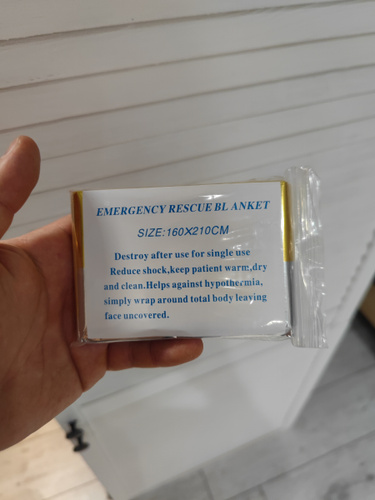 EMERGENCY RESCUE BL ANKET
SIZE:160X210CM
Destroy after use for single use
Reduce shock,keep patient warm,dry
and clean.Helps against hypothermia,
simply wrap around total body leaving
face uncovered.